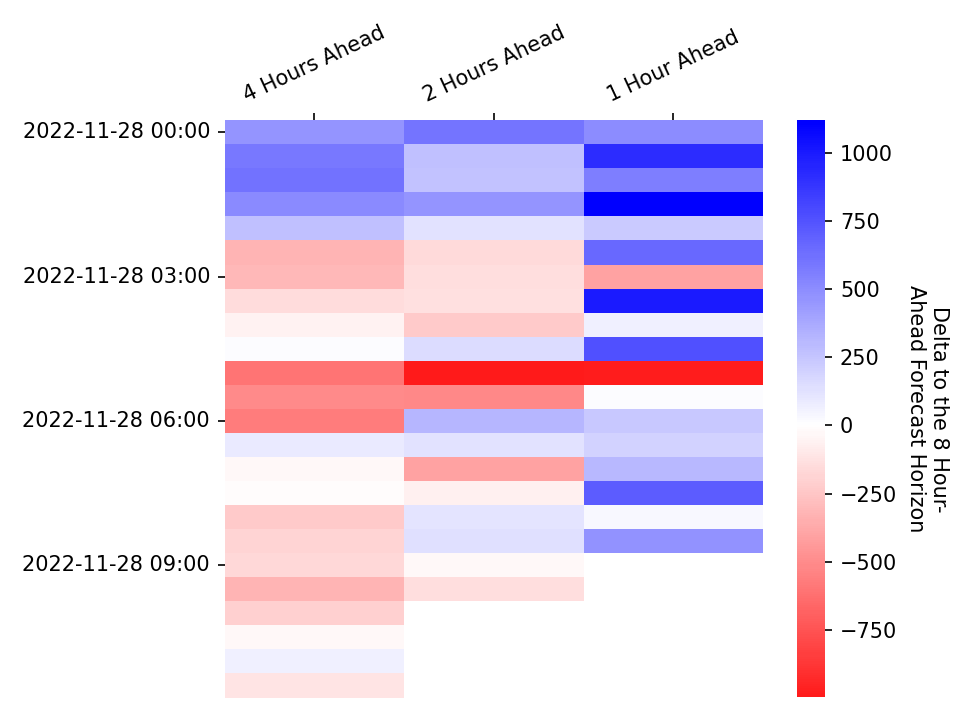 4 Hours Ahead
2 Hours Ahead
1 Hour Ahead
2022-11-28 00:00
2022-11-28 03:00
2022-11-28 06:00
2022-11-28 09:00
1000
750
500
250
0
−250
−500
−750
Delta to the 8 Hour-
Ahead Forecast Horizon